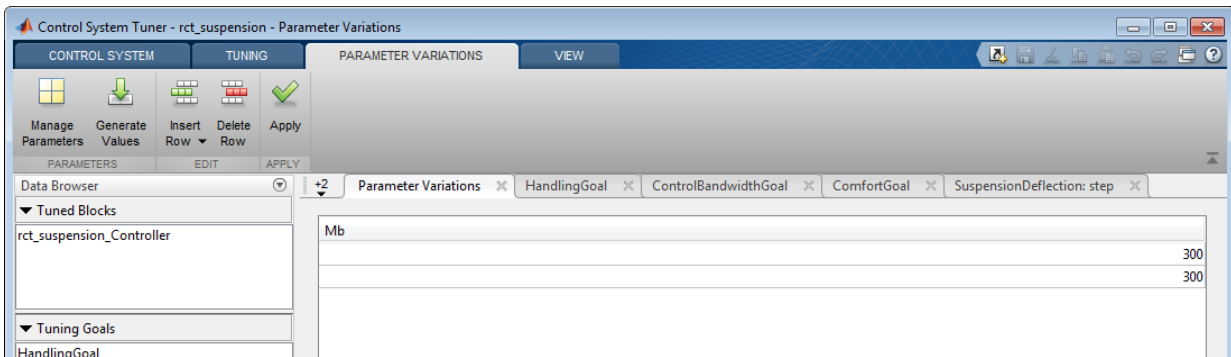 Control System Tuner - rct_suspension - Parameter Variations
CONTROL SYSTEM TUNING PARAMETER VARIATIONS VIEW
Manage Parameters
Generate Values
Insert Row
Delete Row
Apply
PARAMETERS EDIT APPLY
Data Browser
+2 Parameter Variations HandlingGoal ControlBandwidthGoal ComfortGoal SuspensionDeflection: step
Tuned Blocks
rct_suspension_Controller
Mb
300
300
Tuning Goals
HandlingGoal